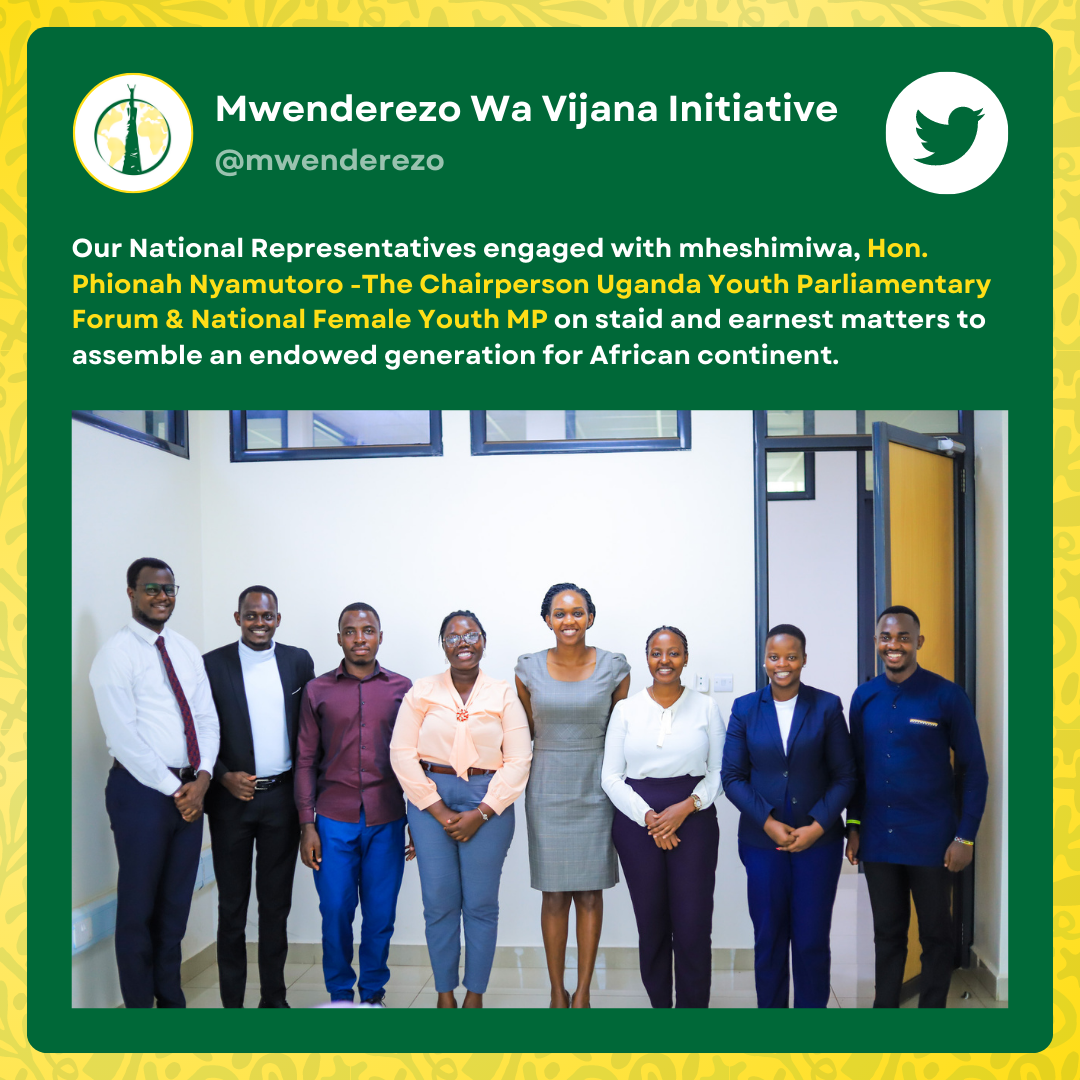 Mwenderezo Wa Vijana Initiative
@mwenderezo
Our National Representatives engaged with mheshimiwa, Hon.
Phionah Nyamutoro -The Chairperson Uganda Youth Parliamentary
Forum & National Female Youth MP on staid and earnest matters to
assemble an endowed generation for African continent.